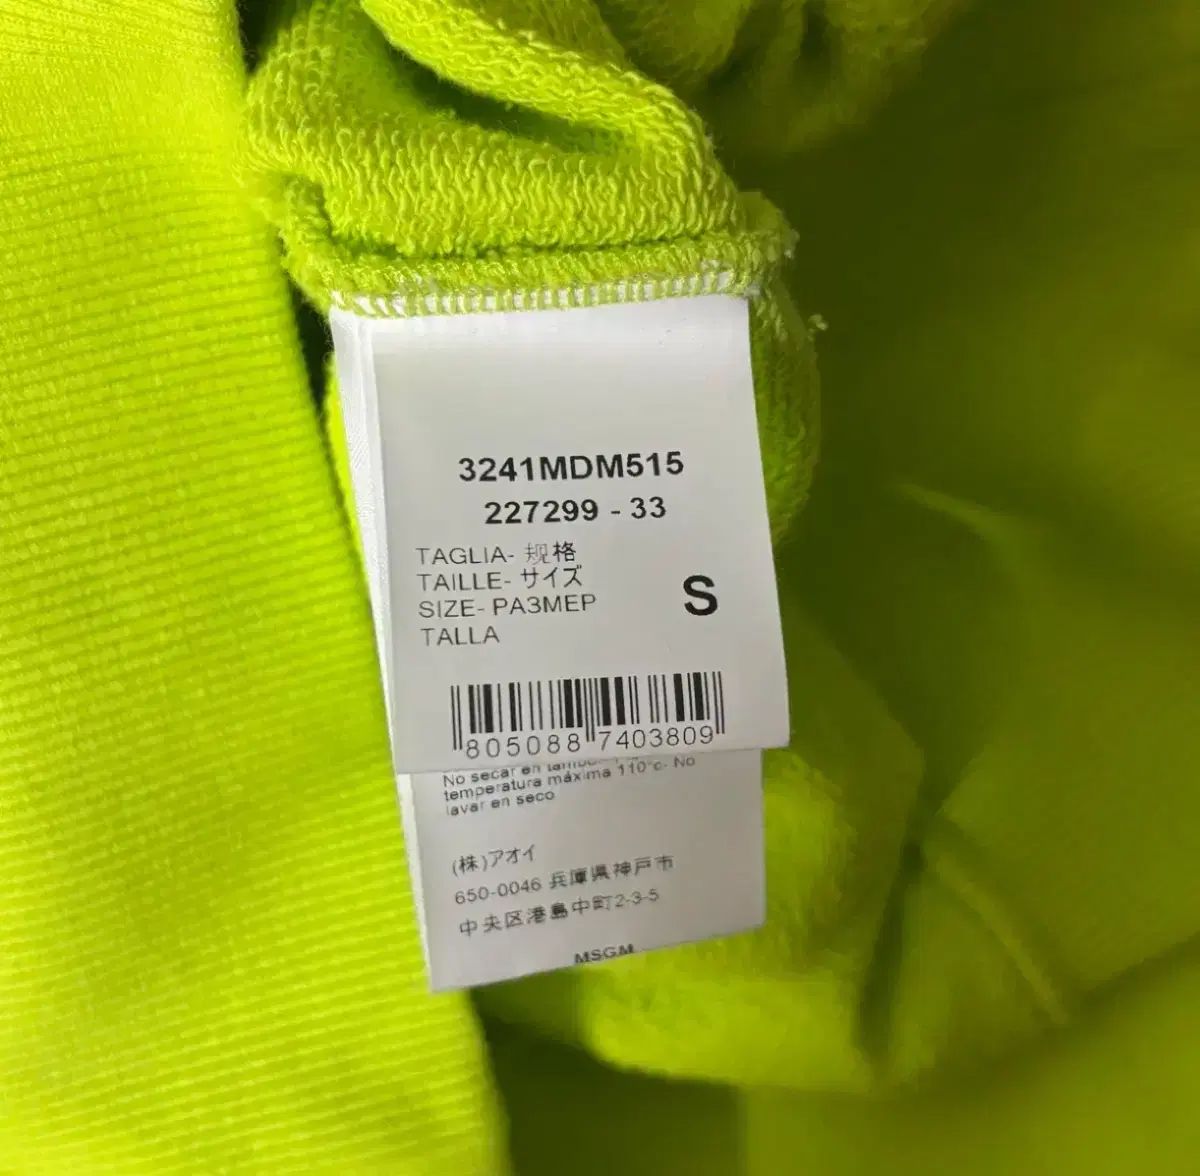 3241MDM515
227299 - 33
TAGLIA- 规格
TAILLE- サイズ
SIZE- РАЗМЕР
TALLA
S
805088 7403809
No secar en
temperatura máxima 110°c- No
lavar en seco
(株)アオイ
650-0046 兵庫県神戸市
中央区港島中町2-3-5
MSGM